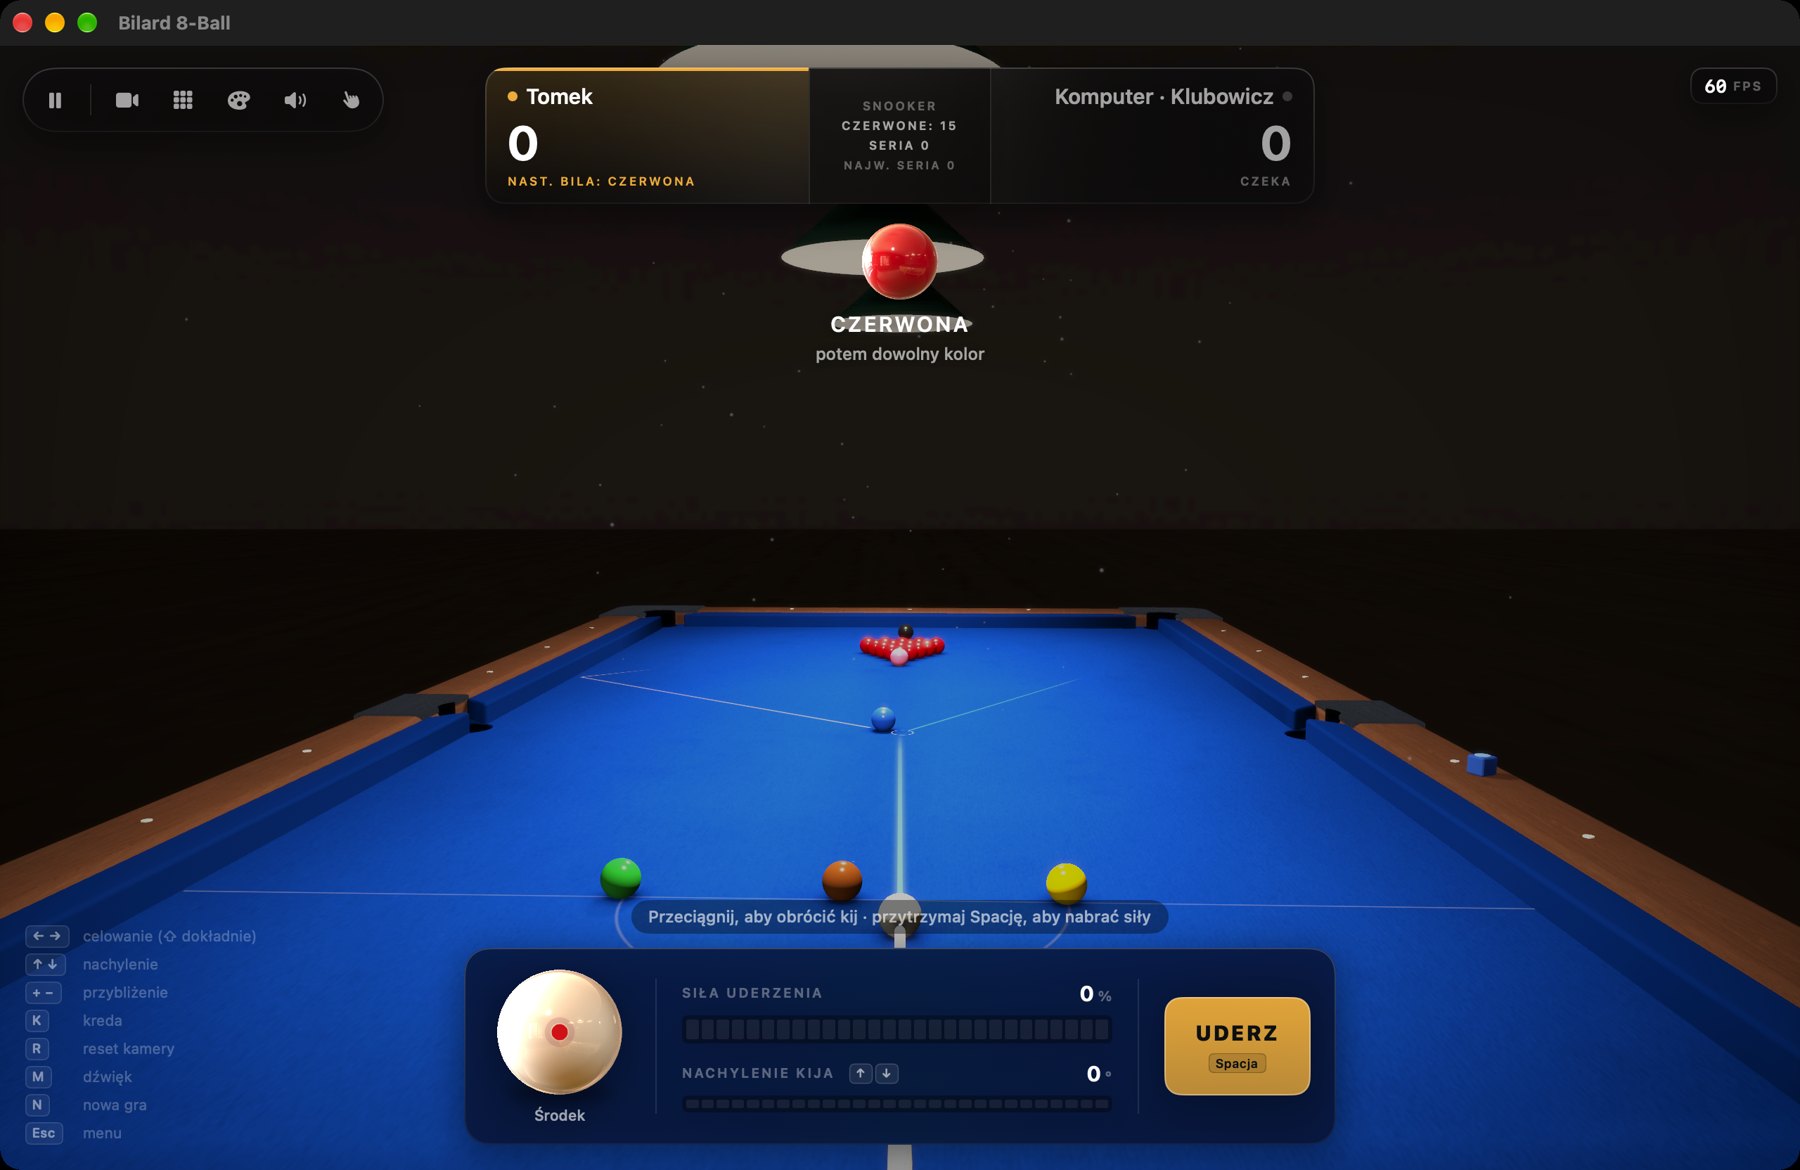 Bilard 8-Ball
Tomek
0
NAST. BILA: CZERWONA
SNOOKER
CZERWONE: 15
SERIA 0
NAJW. SERIA 0
Komputer · Klubowicz
0
CZEKA
60 FPS
CZERWONA
potem dowolny kolor
Przeciągnij, aby obrócić kij · przytrzymaj Spację, aby nabrać siły
← → celowanie (⇧ dokładnie)
↑ ↓ nachylenie
+ − przybliżenie
K kreda
R reset kamery
M dźwięk
N nowa gra
Esc menu
Środek
SIŁA UDERZENIA 0 %
NACHYLENIE KIJA ↑ ↓ 0 °
UDERZ
Spacja